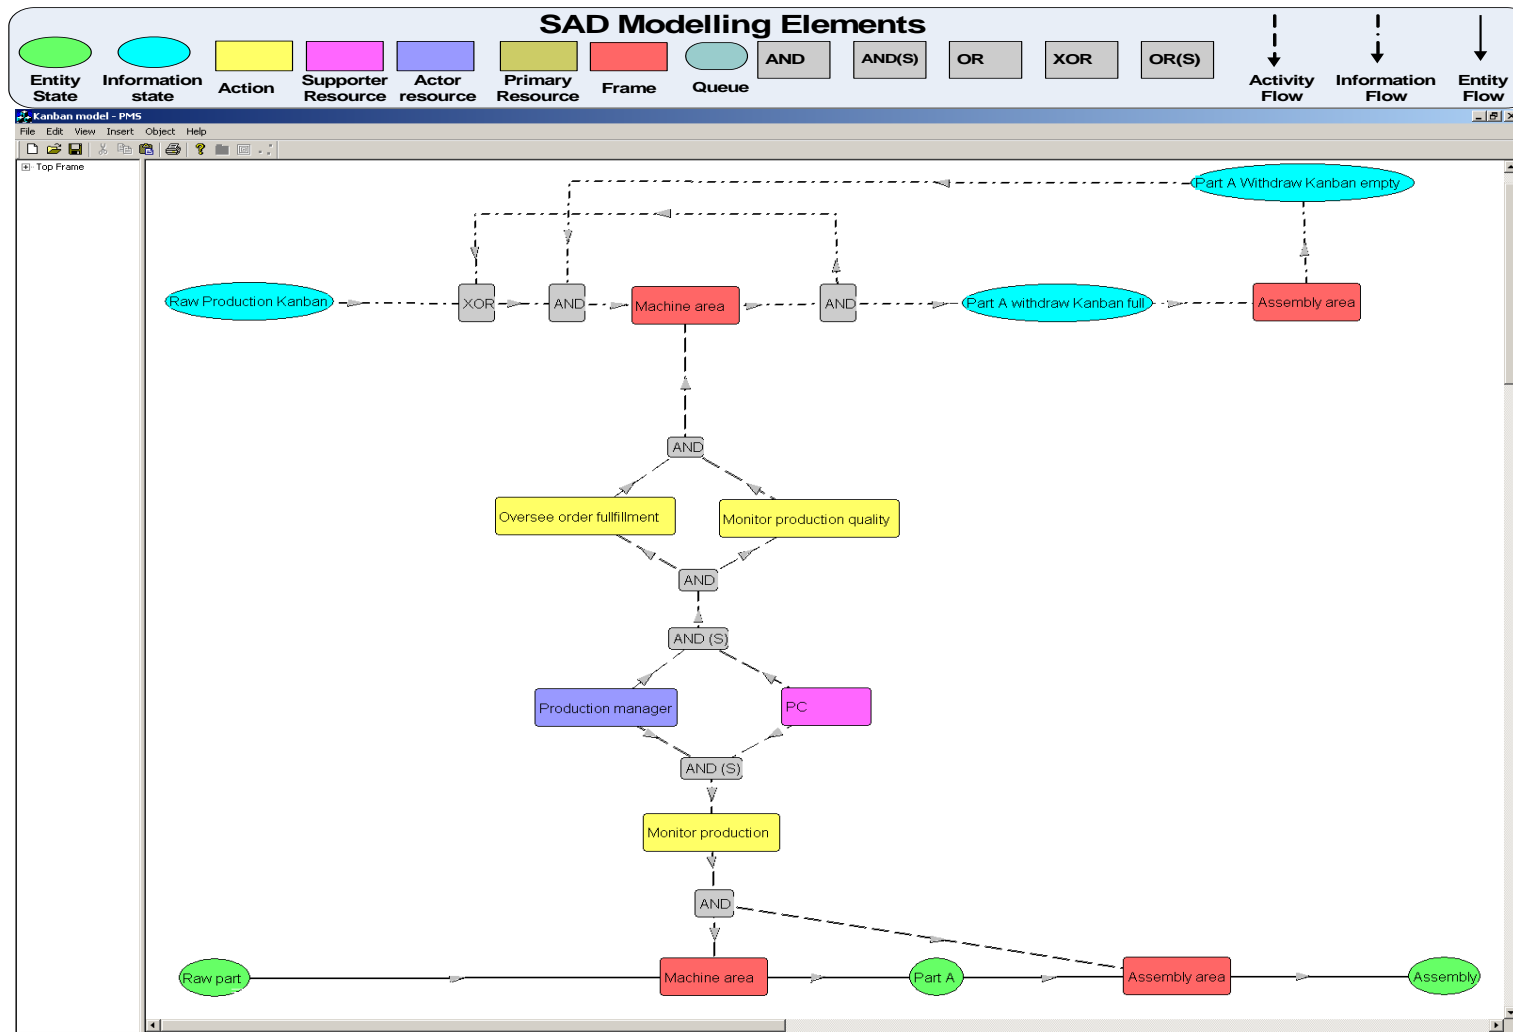 SAD Modelling Elements
AND
AND(S)
OR
XOR
OR(S)
Entity
State
Information
state
Action
Supporter
Resource
Actor
resource
Primary
Resource
Frame
Queue
Activity
Flow
Information
Flow
Entity
Flow
Kanban model - PMS
File Edit View Insert Object Help
Top Frame
Part A Withdraw Kanban empty
Raw Production Kanban
XOR
AND
Machine area
AND
Part A withdraw Kanban full
Assembly area
AND
Oversee order fullfillment
Monitor production quality
AND
AND (S)
Production manager
PC
AND (S)
Monitor production
AND
Raw part
Machine area
Part A
Assembly area
Assembly